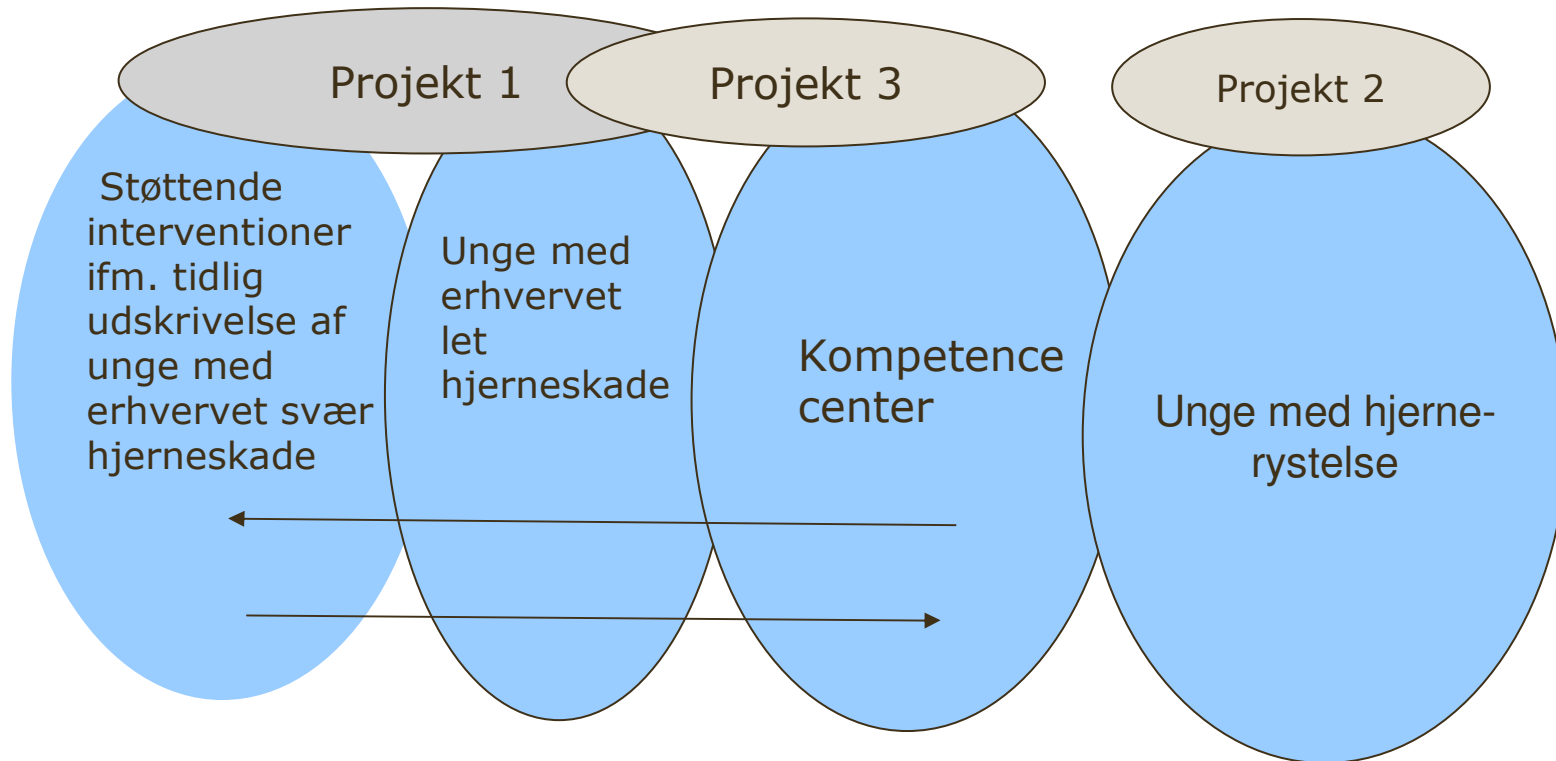 Projekt 1
Projekt 3
Projekt 2
Støttende
interventioner
ifm. tidlig
udskrivelse af
unge med
erhvervet svær
hjerneskade
Unge med
erhvervet
let
hjerneskade
Kompetence
center
Unge med hjerne-
rystelse